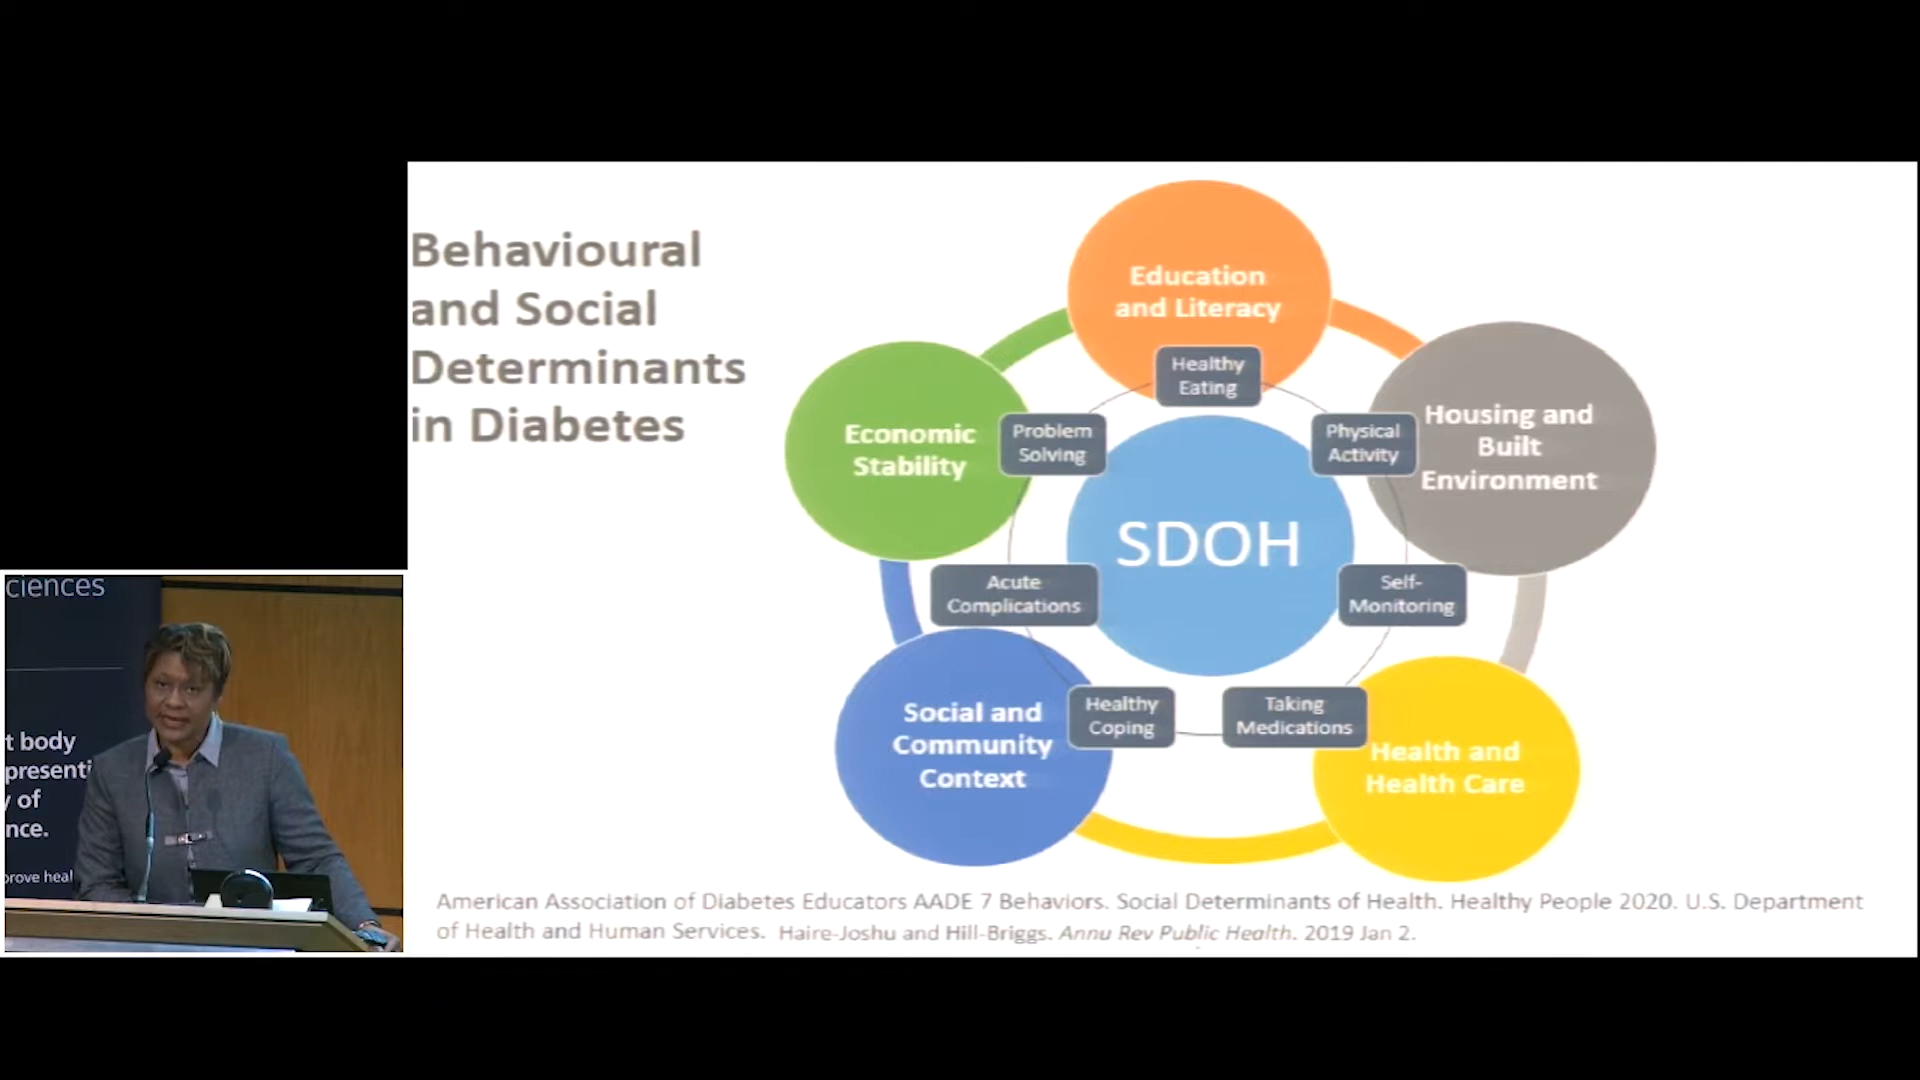 Behavioural
and Social
Determinants
in Diabetes
Education
and Literacy
Healthy
Eating
Housing and
Built
Environment
Physical
Activity
Economic
Stability
Problem
Solving
SDOH
Acute
Complications
Self-
Monitoring
Social and
Community
Context
Healthy
Coping
Taking
Medications
Health and
Health Care
American Association of Diabetes Educators AADE 7 Behaviors. Social Determinants of Health. Healthy People 2020. U.S. Department
of Health and Human Services. Haire-Joshu and Hill-Briggs. Annu Rev Public Health. 2019 Jan 2.
ciences
t body
presenti
y of
nce.
prove heal